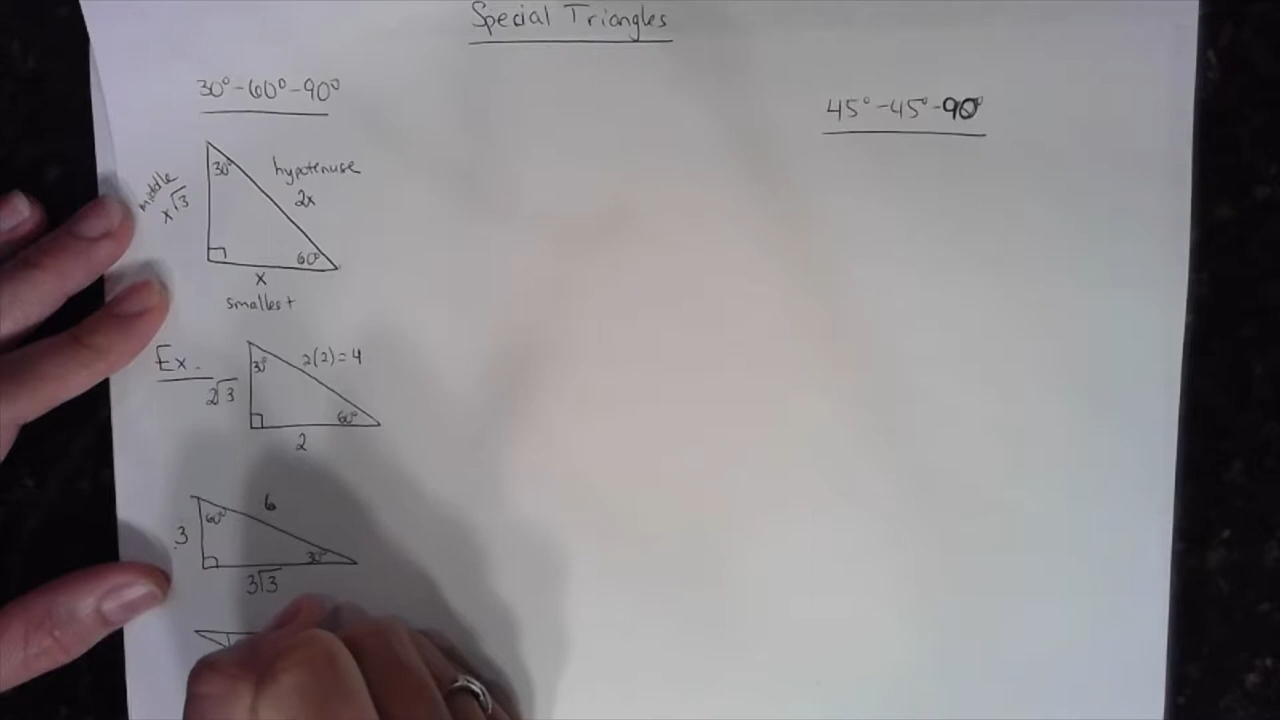 Special Triangles
30°-60°-90°
30°
hypotenuse
2x
middle
x√3
60°
x
smallest
Ex.
30°
2(2)=4
2√3
60°
2
6
60°
3
30°
3√3
45°-45°-90°